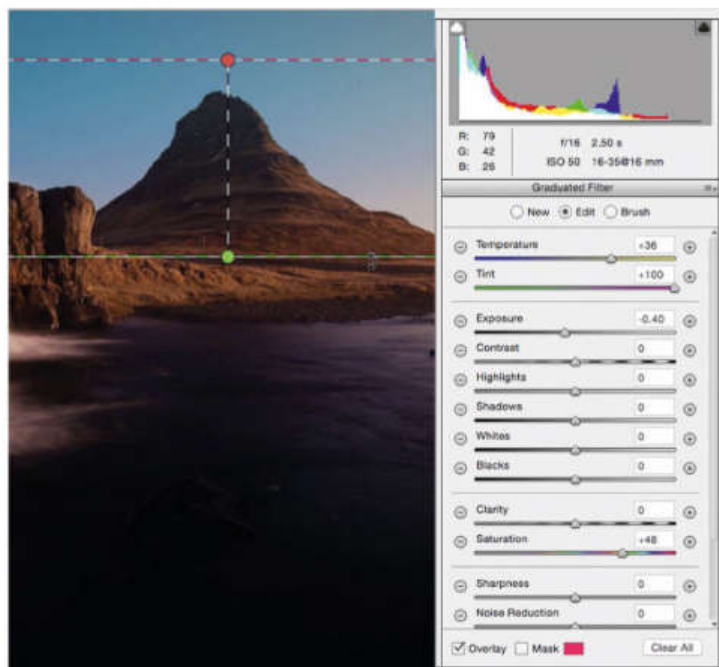 R: 79
G: 42
B: 26
f/16 2.50 s
ISO 50 16-35@16 mm
Graduated Filter
New Edit Brush
Temperature +36
Tint +100
Exposure -0.40
Contrast 0
Highlights 0
Shadows 0
Whites 0
Blacks 0
Clarity 0
Saturation +48
Sharpness 0
Noise Reduction 0
Overlay Mask Clear All